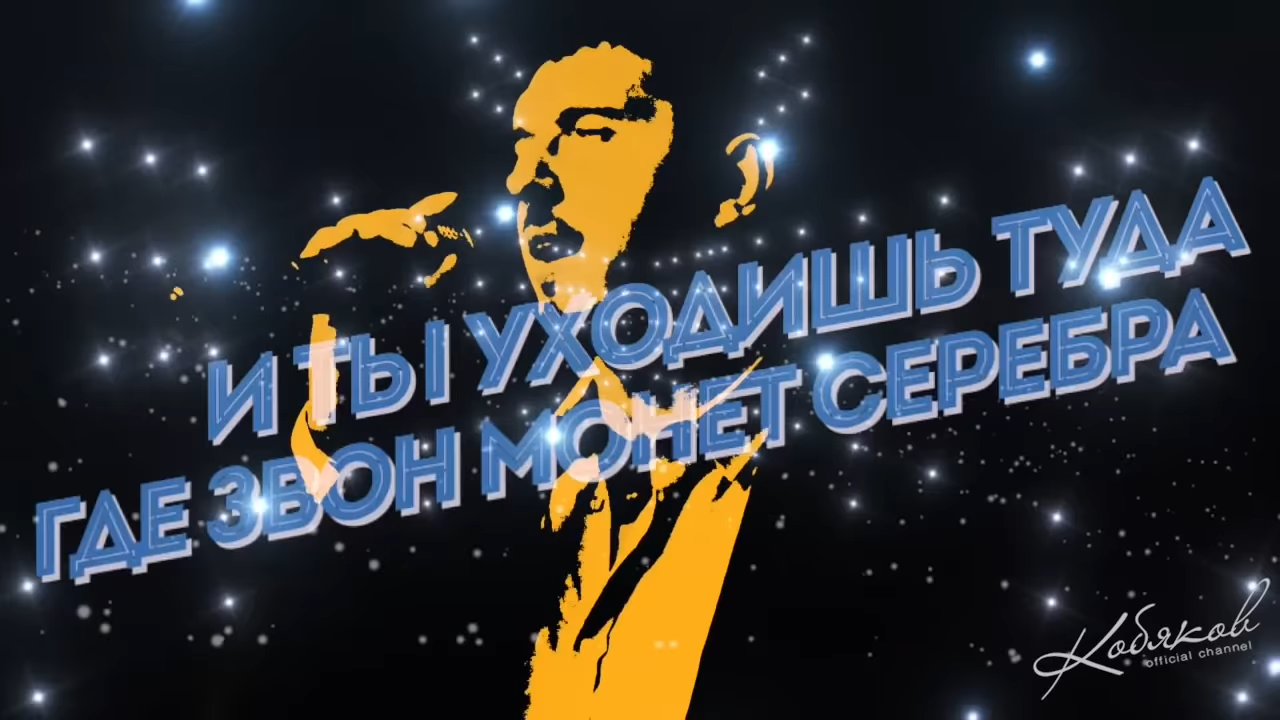 И ТЫ УХОДИШЬ ТУДА
ГДЕ ЗВОН МОНЕТ СЕРЕБРА
Кобяков
official channel